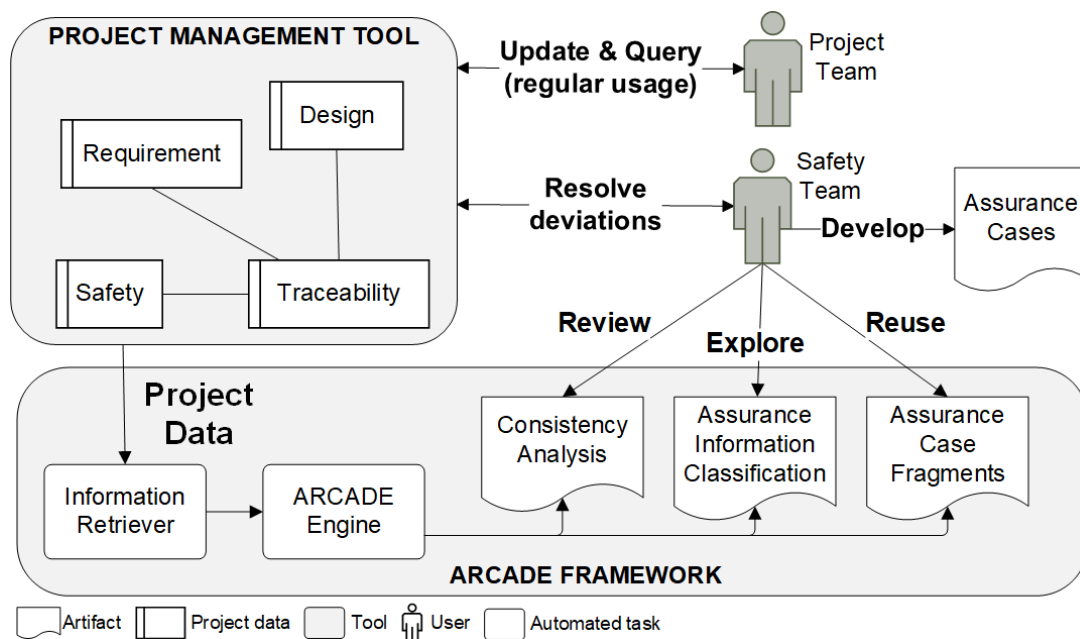 PROJECT MANAGEMENT TOOL
Design
Requirement
Safety
Traceability
Update & Query
(regular usage)
Project
Team
Resolve
deviations
Safety
Team
Develop
Assurance
Cases
Review
Explore
Reuse
Project
Data
Information
Retriever
ARCADE
Engine
Consistency
Analysis
Assurance
Information
Classification
Assurance
Case
Fragments
ARCADE FRAMEWORK
Artifact
Project data
Tool
User
Automated task